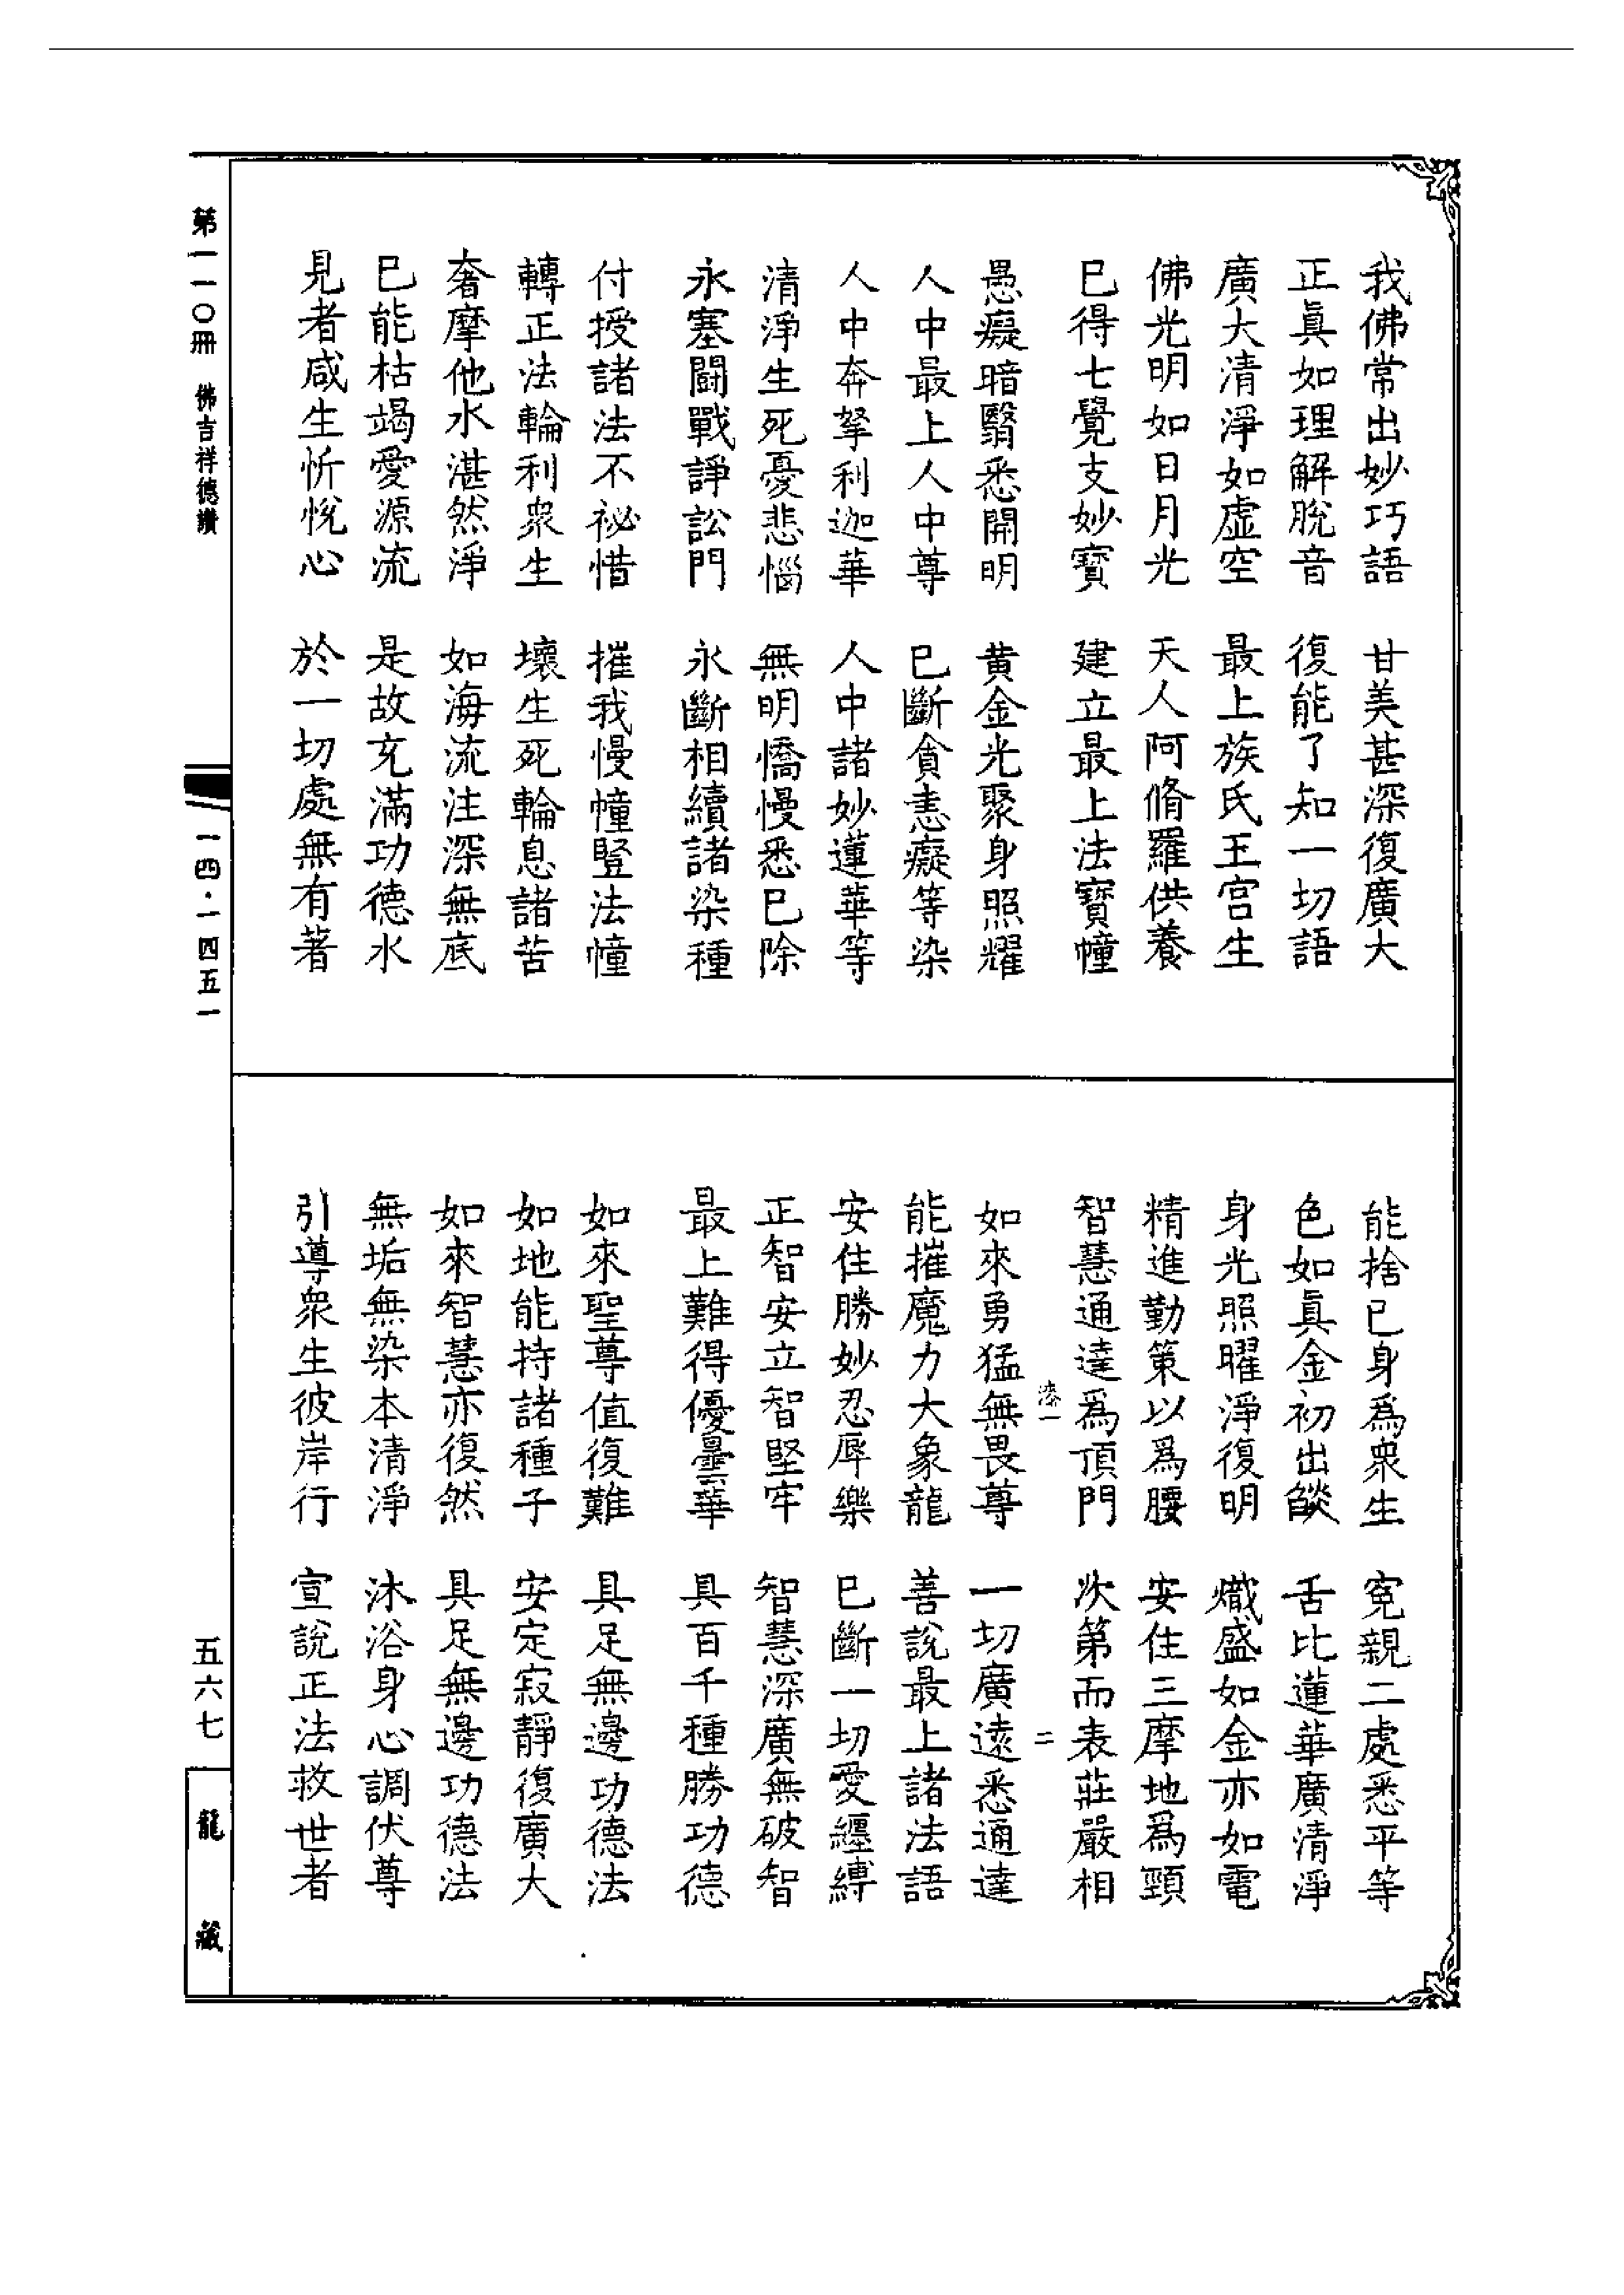 我佛常出妙巧語　甘美甚深復廣大
正眞如理解脫音　復能了知一切語
廣大清淨如虛空　最上族氏王宮生
佛光明如日月光　天人阿脩羅供養
已得七覺支妙寶　建立最上法寶幢
愚癡暗翳悉開明　黃金光聚身照耀
人中最上人中尊　已斷貪恚癡等染
人中奔拏利迦華　人中諸妙蓮華等
清淨生死憂悲惱　無明憍慢悉已除
永塞鬪戰諍訟門　永斷相續諸染種
付授諸法不祕惜　摧我慢幢豎法幢
轉正法輪利衆生　壞生死輪息諸苦
奢摩他水湛然淨　如海流注深無底
已能枯竭愛源流　是故充滿功德水
見者咸生忻悅心　於一切處無有著
能捨已身爲衆生　寃親二處悉平等
色如眞金初出燄　舌比蓮華廣清淨
身光照曜淨復明　熾盛如金亦如電
精進勤策以爲腰　安住三摩地爲頸
智慧通達爲頂門　次第而表莊嚴相
漆一　二
如來勇猛無畏尊　一切廣遠悉通達
能摧魔力大象龍　善說最上諸法語
安住勝妙忍辱樂　已斷一切愛纏縛
正智安立智堅牢　智慧深廣無破智
最上難得優曇華　具百千種勝功德
如來聖尊值復難　具足無邊功德法
如地能持諸種子　安定寂靜復廣大
如來智慧亦復然　具足無邊功德法
無垢無染本清淨　沐浴身心調伏尊
引導衆生彼岸行　宣說正法救世者
第一一〇冊　佛吉祥德讚
一四·一四五一
五六七
龍藏